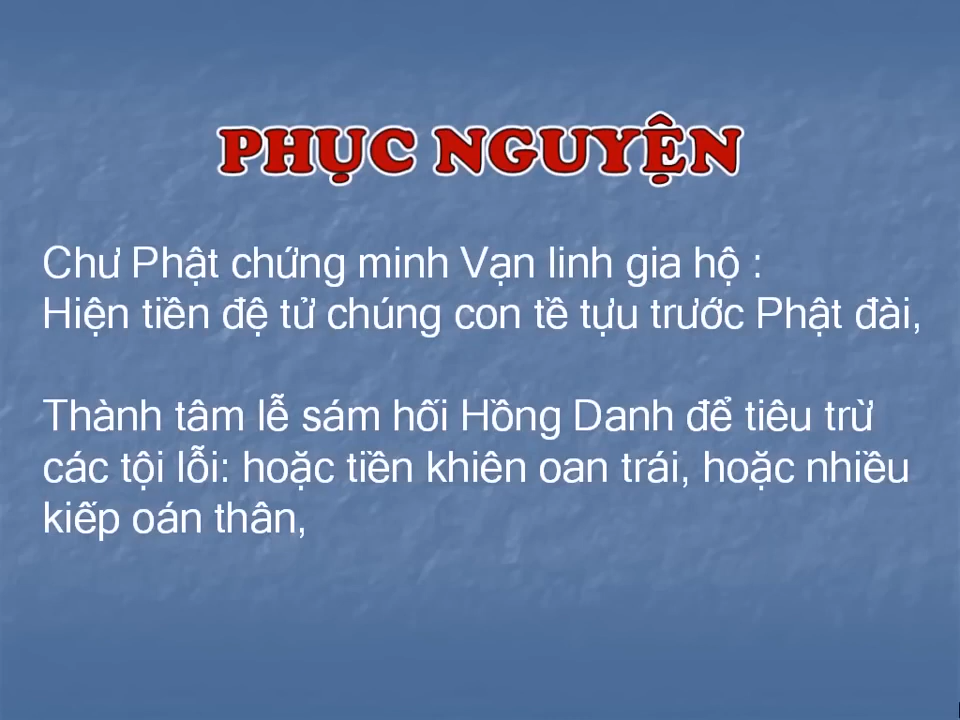 PHỤC NGUYỆN
Chư Phật chứng minh Vạn linh gia hộ :
Hiện tiền đệ tử chúng con tề tựu trước Phật đài,
Thành tâm lễ sám hối Hồng Danh để tiêu trừ
các tội lỗi: hoặc tiền khiên oan trái, hoặc nhiều
kiếp oán thân,